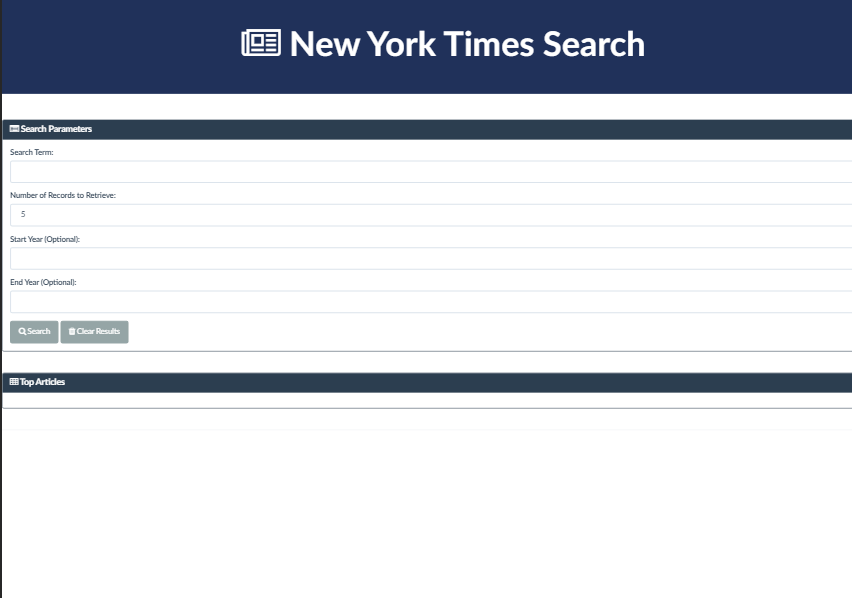 New York Times Search
Search Parameters
Search Term:
Number of Records to Retrieve:
5
Start Year (Optional):
End Year (Optional):
Search Clear Results
Top Articles